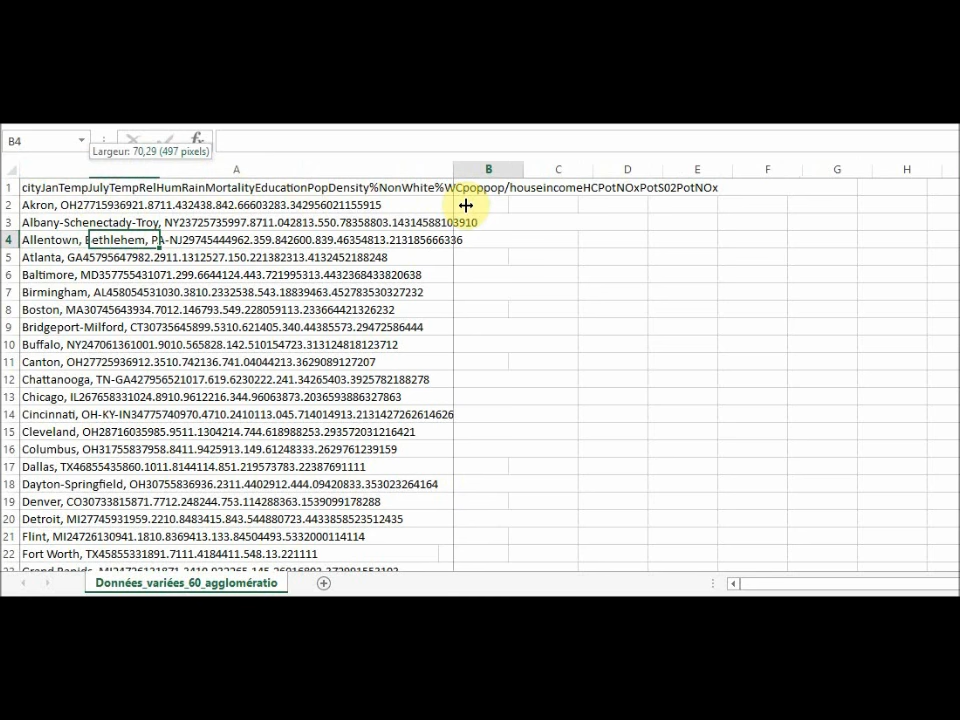 B4
Largeur: 70,29 (497 pixels)
A B C D E F G H
1 cityJanTempJulyTempRelHumRainMortalityEducationPopDensity%NonWhite%WCpoppop/houseincomeHCPotNOxPotS02PotNOx
2 Akron, OH27715936921.8711.432438.842.66603283.342956021155915
3 Albany-Schenectady-Troy, NY23725735997.8711.042813.550.78358803.14314588103910
4 Allentown, Bethlehem, PA-NJ29745444962.359.842600.839.46354813.213185666336
5 Atlanta, GA45795647982.2911.1312527.150.221382313.4132452188248
6 Baltimore, MD357755431071.299.6644124.443.721995313.4432368433820638
7 Birmingham, AL458054531030.3810.2332538.543.18839463.452783530327232
8 Boston, MA30745643934.7012.146793.549.228059113.233664421326232
9 Bridgeport-Milford, CT30735645899.5310.621405.340.44385573.29472586444
10 Buffalo, NY247061361001.9010.565828.142.510154723.313124818123712
11 Canton, OH27725936912.3510.742136.741.04044213.3629089127207
12 Chattanooga, TN-GA427956521017.619.6230222.241.34265403.3925782188278
13 Chicago, IL267658331024.8910.9612216.344.96063873.2036593886327863
14 Cincinnati, OH-KY-IN34775740970.4710.2410113.045.714014913.2131427262614626
15 Cleveland, OH28716035985.9511.1304214.744.618988253.293572031216421
16 Columbus, OH31755837958.8411.9425913.149.61248333.2629761239159
17 Dallas, TX46855435860.1011.8144114.851.219573783.22387691111
18 Dayton-Springfield, OH30755836936.2311.4402912.444.09420833.353023264164
19 Denver, CO30733815871.7712.248244.753.114288363.1539099178288
20 Detroit, MI27745931959.2210.8483415.843.544880723.4433858523512435
21 Flint, MI24726130941.1810.8369413.133.84504493.5332000114114
22 Fort Worth, TX45855331891.7111.4184411.548.13.221111
Données_variées_60_agglomératio